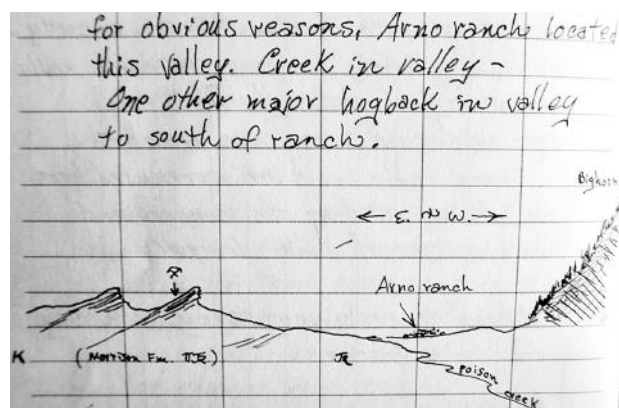 for obvious reasons, Arno ranch located
this valley. Creek in valley -
One other major hogback in valley
to south of ranch.
Bighorn
← E. ~ W. →
Arno ranch
K
(Morrison Fm.
poison
creek